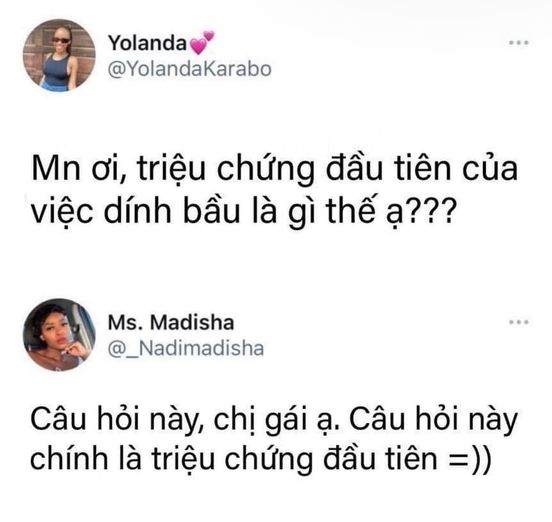 Yolanda💕
@YolandaKarabo
Mn ơi, triệu chứng đầu tiên của
việc dính bầu là gì thế ạ???
Ms. Madisha
@_Nadimadisha
Câu hỏi này, chị gái ạ. Câu hỏi này
chính là triệu chứng đầu tiên =))